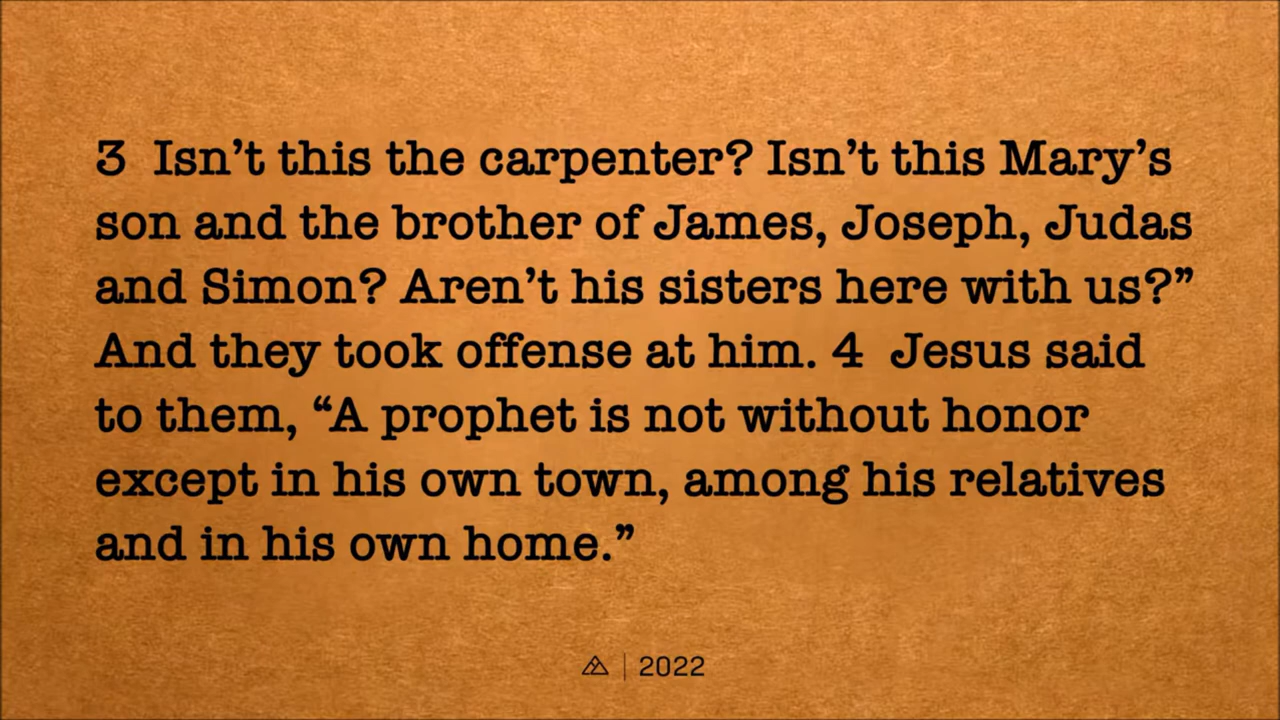 3 Isn’t this the carpenter? Isn’t this Mary’s
son and the brother of James, Joseph, Judas
and Simon? Aren’t his sisters here with us?”
And they took offense at him. 4 Jesus said
to them, “A prophet is not without honor
except in his own town, among his relatives
and in his own home.”
| 2022